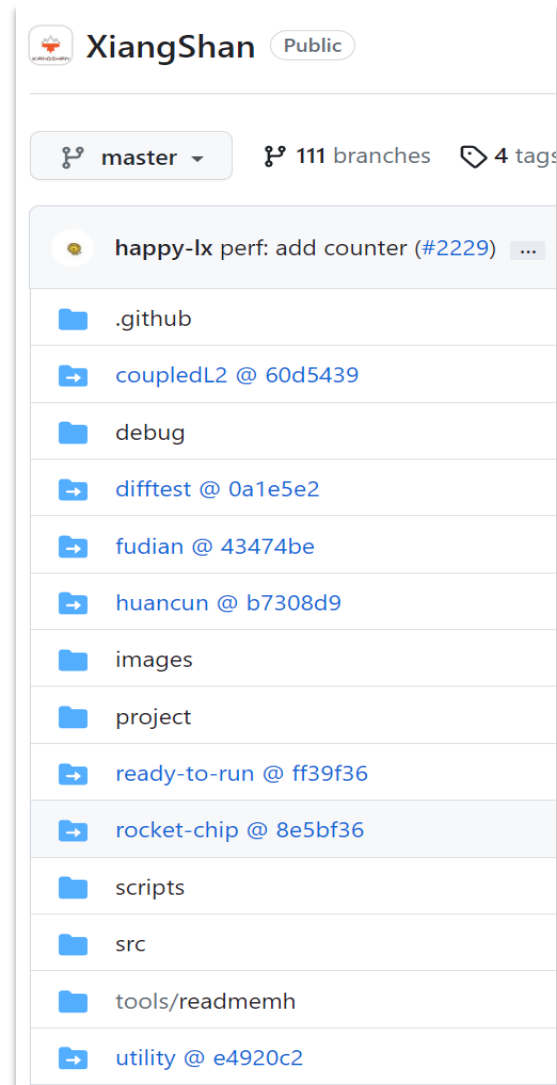 XiangShan Public
master 111 branches 4 tags
happy-lx perf: add counter (#2229) ...
.github
coupledL2 @ 60d5439
debug
difftest @ 0a1e5e2
fudian @ 43474be
huancun @ b7308d9
images
project
ready-to-run @ ff39f36
rocket-chip @ 8e5bf36
scripts
src
tools/readmemh
utility @ e4920c2